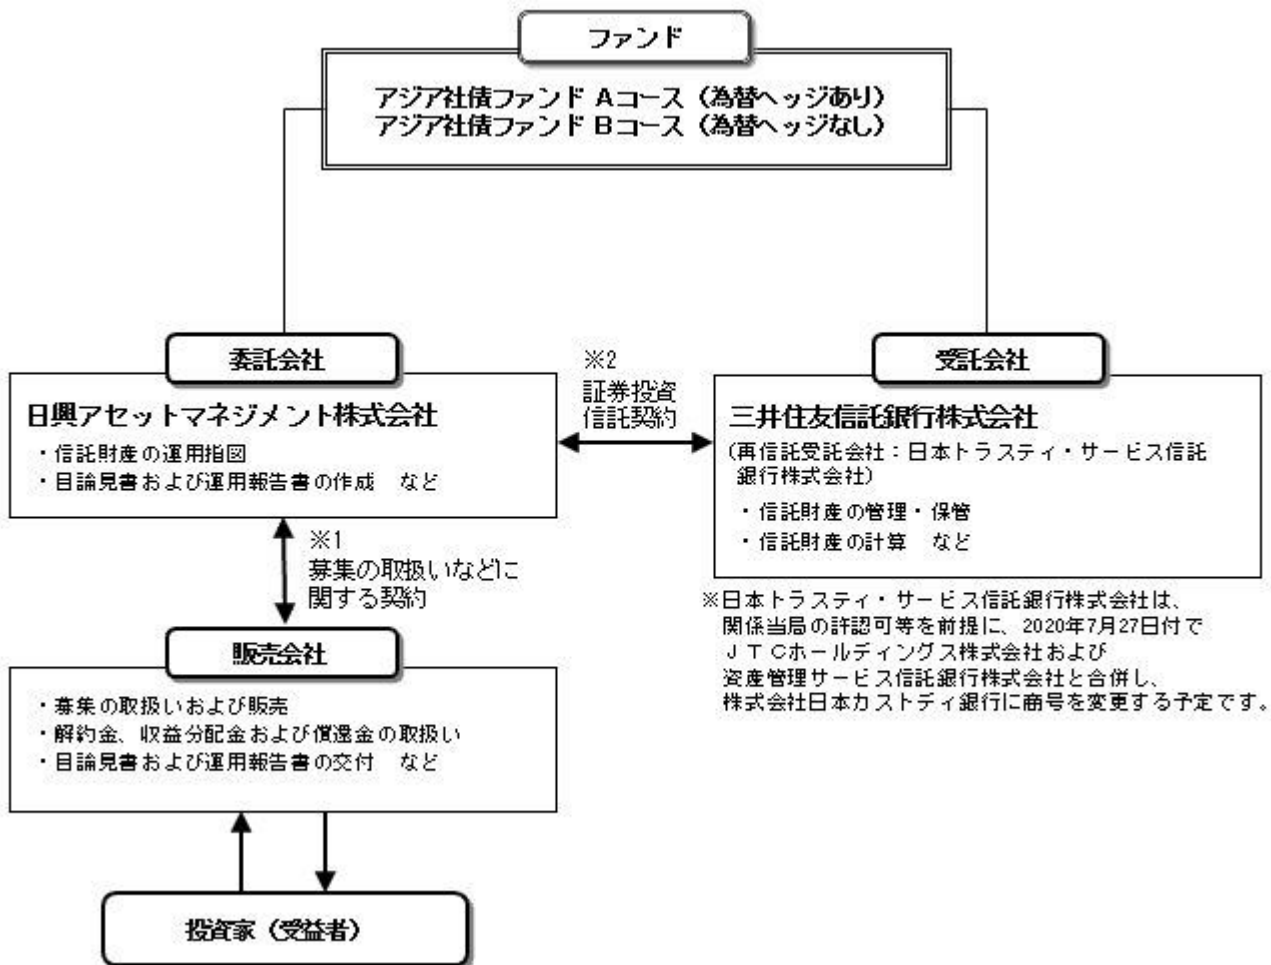 ファンド
アジア社債ファンド Aコース（為替ヘッジあり）
アジア社債ファンド Bコース（為替ヘッジなし）
委託会社
日興アセットマネジメント株式会社
・信託財産の運用指図
・目論見書および運用報告書の作成　など
※2
証券投資
信託契約
受託会社
三井住友信託銀行株式会社
（再信託受託会社：日本トラスティ・サービス信託
銀行株式会社）
・信託財産の管理・保管
・信託財産の計算　など
※1
募集の取扱いなどに
関する契約
※日本トラスティ・サービス信託銀行株式会社は、
関係当局の許認可等を前提に、2020年7月27日付で
ＪＴＣホールディングス株式会社および
資産管理サービス信託銀行株式会社と合併し、
株式会社日本カストディ銀行に商号を変更する予定です。
販売会社
・募集の取扱いおよび販売
・解約金、収益分配金および償還金の取扱い
・目論見書および運用報告書の交付　など
投資家（受益者）